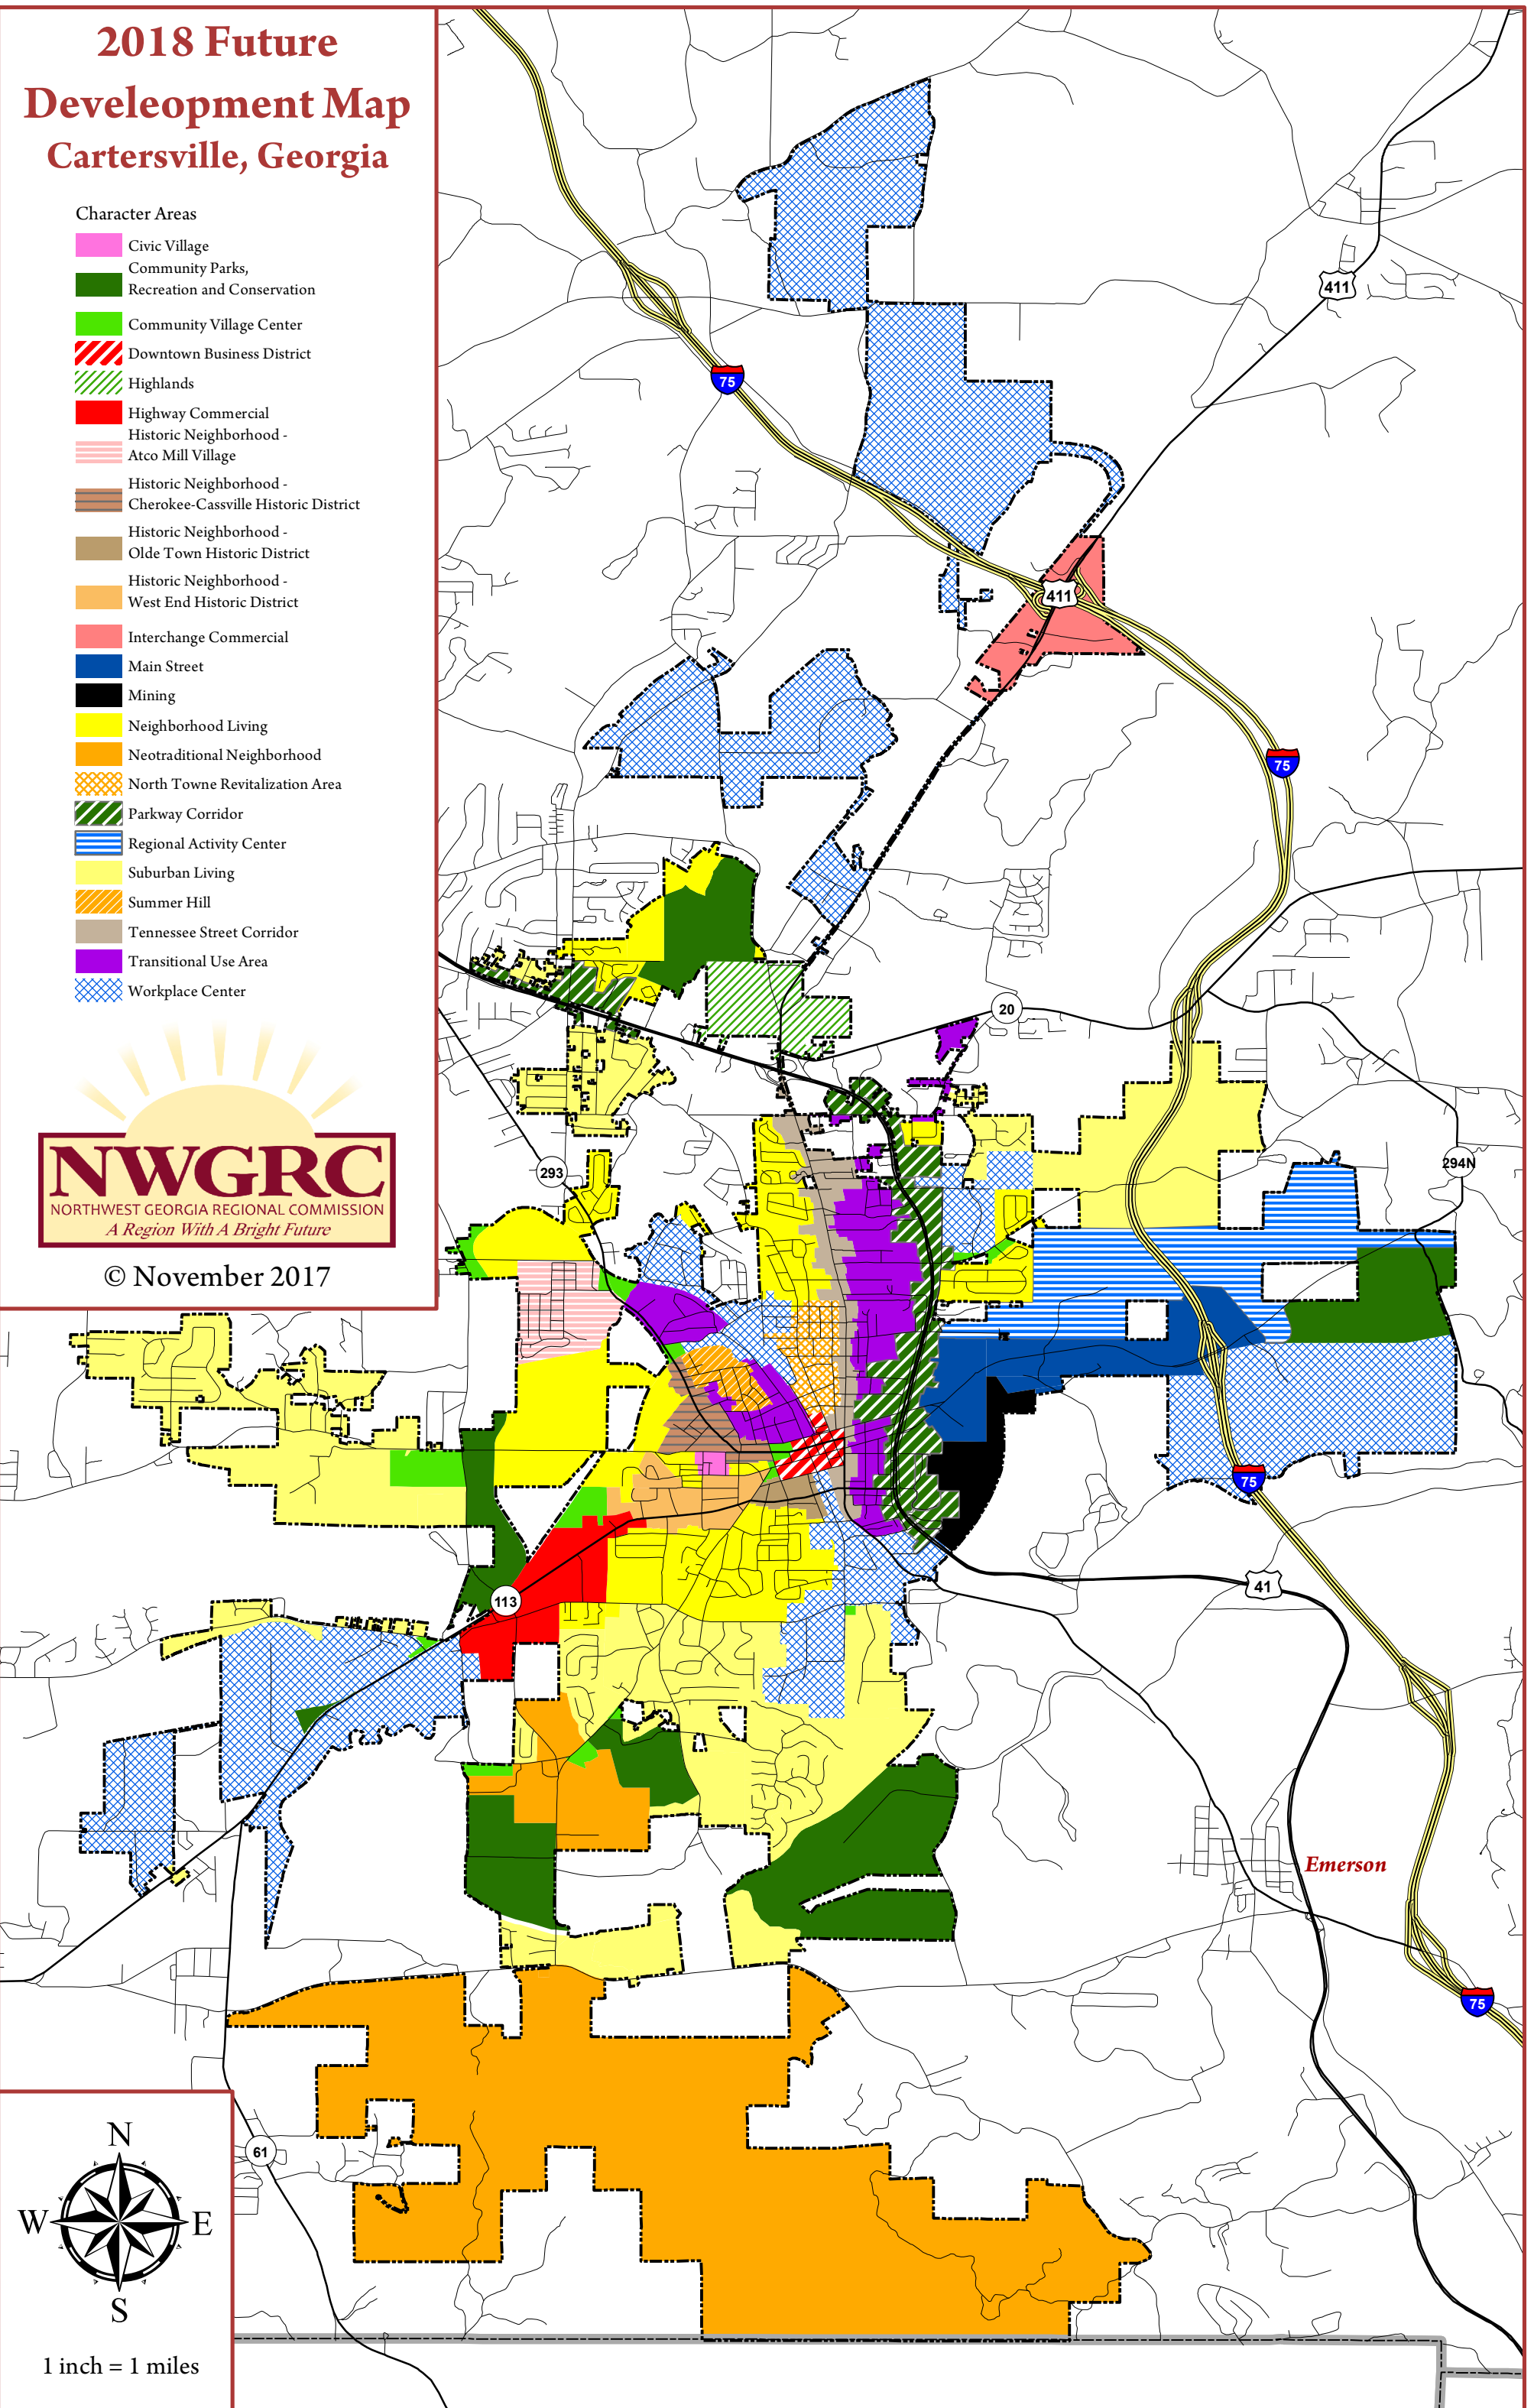 2018 Future
Develeopment Map
Cartersville, Georgia
Character Areas
Civic Village
Community Parks,
Recreation and Conservation
Community Village Center
Downtown Business District
Highlands
Highway Commercial
Historic Neighborhood -
Atco Mill Village
Historic Neighborhood -
Cherokee-Cassville Historic District
Historic Neighborhood -
Olde Town Historic District
Historic Neighborhood -
West End Historic District
Interchange Commercial
Main Street
Mining
Neighborhood Living
Neotraditional Neighborhood
North Towne Revitalization Area
Parkway Corridor
Regional Activity Center
Suburban Living
Summer Hill
Tennessee Street Corridor
Transitional Use Area
Workplace Center
NWGRC
NORTHWEST GEORGIA REGIONAL COMMISSION
A Region With A Bright Future
© November 2017
411
75
411
75
20
293
294N
75
41
113
Emerson
75
61
N
W E
S
1 inch = 1 miles